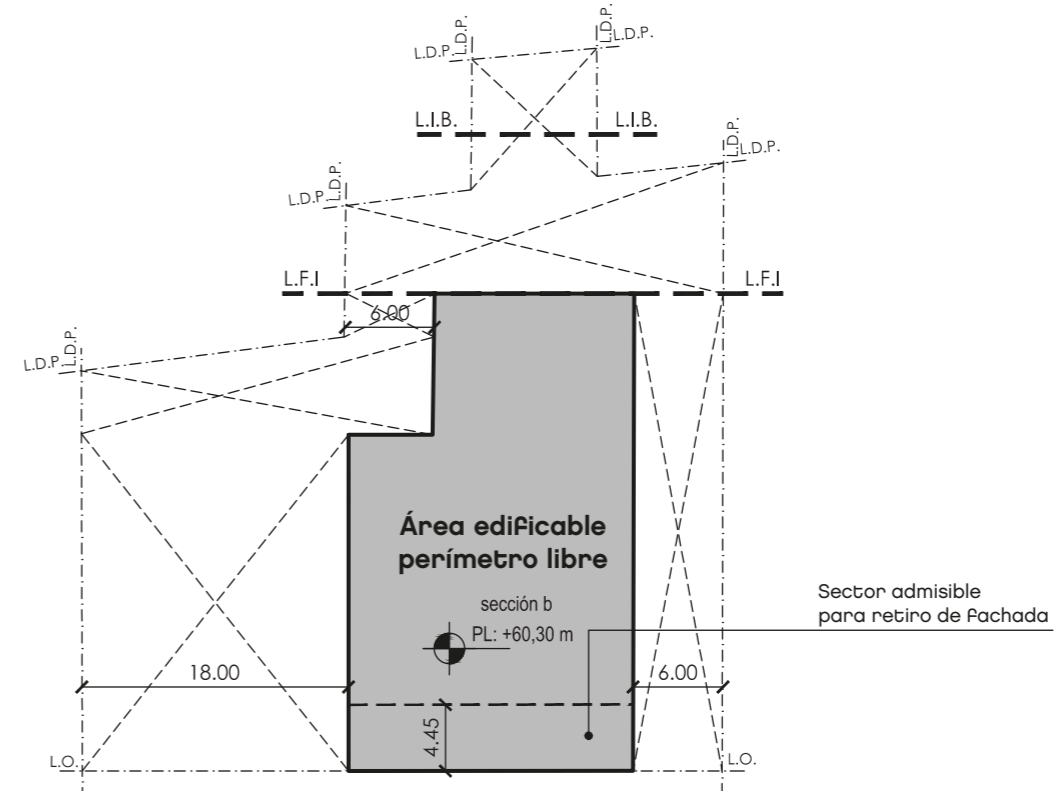 L.D.P.
L.D.P.
L.D.P.
L.D.P.
L.I.B.
L.I.B.
L.D.P.
L.D.P.
L.D.P.
L.D.P.
L.F.I
L.F.I
6.00
L.D.P.
L.D.P.
Área edificable
perímetro libre
sección b
PL: +60,30 m
Sector admisible
para retiro de fachada
18.00
6.00
4.45
L.O.
L.O.